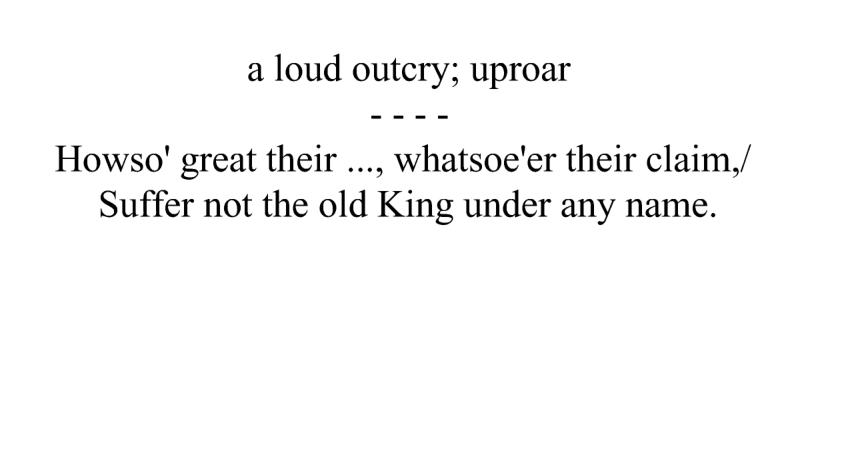 a loud outcry; uproar
- - - -
Howso' great their ..., whatsoe'er their claim,/
Suffer not the old King under any name.